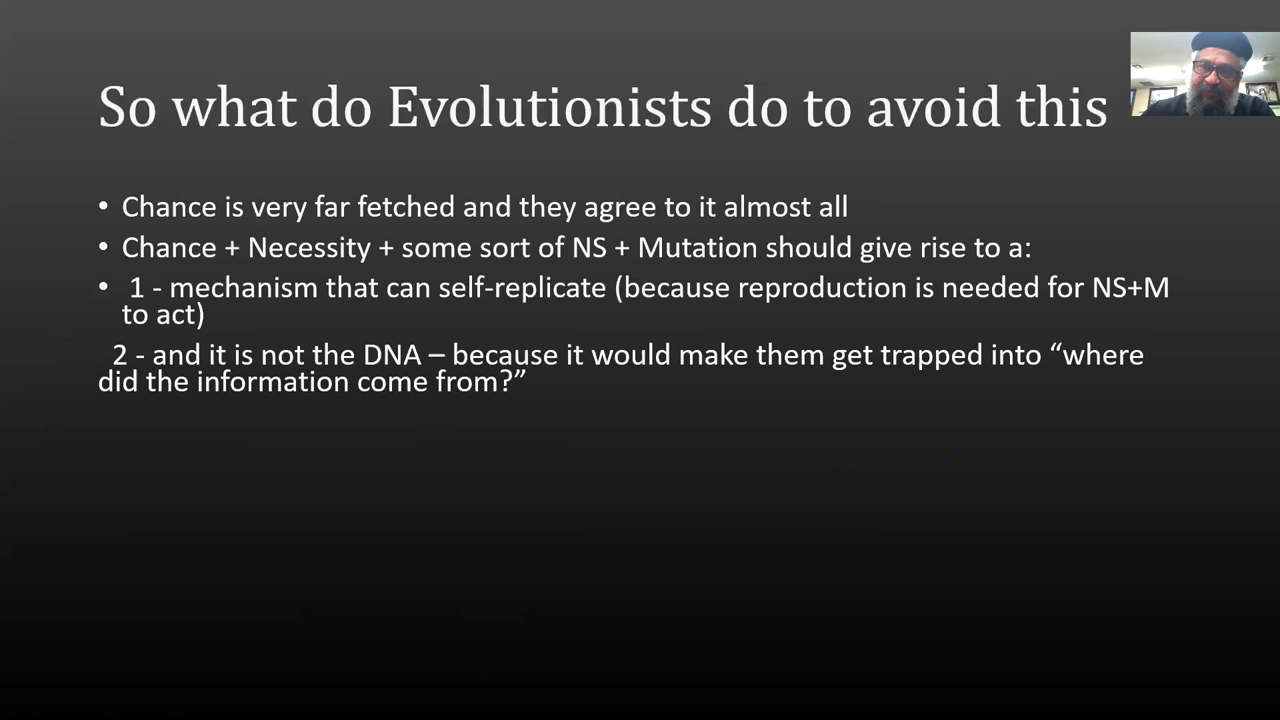 So what do Evolutionists do to avoid this
• Chance is very far fetched and they agree to it almost all
• Chance + Necessity + some sort of NS + Mutation should give rise to a:
• 1 - mechanism that can self-replicate (because reproduction is needed for NS+M
to act)
2 - and it is not the DNA – because it would make them get trapped into “where
did the information come from?”